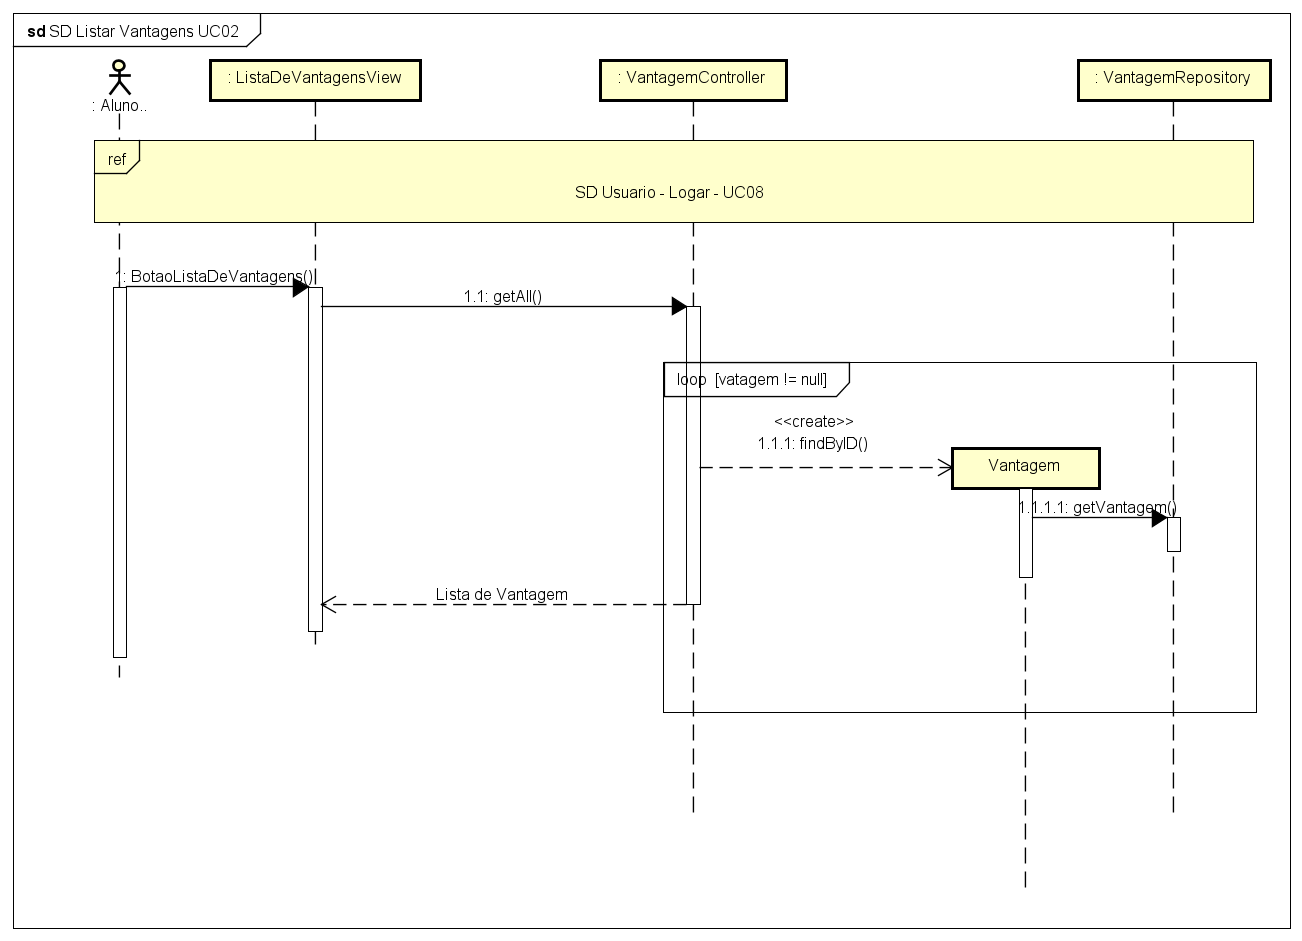 sd SD Listar Vantagens UC02
: Aluno..
: ListaDeVantagensView
: VantagemController
: VantagemRepository
ref
SD Usuario - Logar - UC08
1: BotaoListaDeVantagens()
1.1: getAll()
loop [vatagem != null]
<<create>>
1.1.1: findByID()
Vantagem
1.1.1.1: getVantagem()
Lista de Vantagem